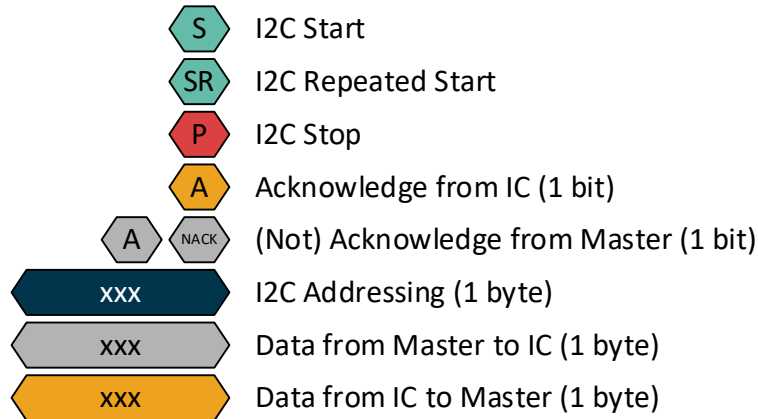 S I2C Start
SR I2C Repeated Start
P I2C Stop
A Acknowledge from IC (1 bit)
A NACK (Not) Acknowledge from Master (1 bit)
xxx I2C Addressing (1 byte)
xxx Data from Master to IC (1 byte)
xxx Data from IC to Master (1 byte)